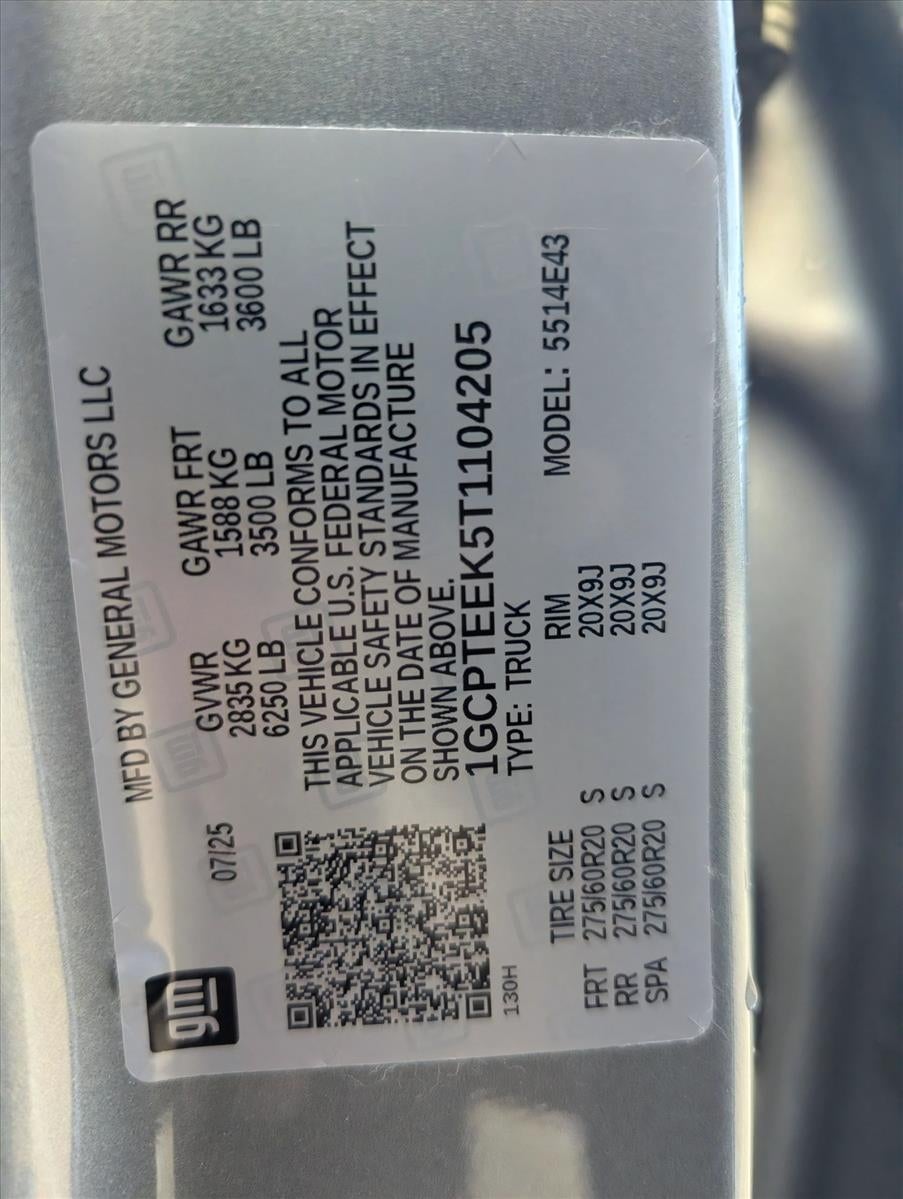 gm
MFD BY GENERAL MOTORS LLC
07/25
GVWR GAWR FRT GAWR RR
2835 KG 1588 KG 1633 KG
6250 LB 3500 LB 3600 LB
THIS VEHICLE CONFORMS TO ALL
APPLICABLE U.S. FEDERAL MOTOR
VEHICLE SAFETY STANDARDS IN EFFECT
ON THE DATE OF MANUFACTURE
SHOWN ABOVE.
1GCPTEEK5T1104205
TYPE: TRUCK MODEL: 5514E43
130H
TIRE SIZE RIM
FRT 275/60R20 S 20X9J
RR 275/60R20 S 20X9J
SPA 275/60R20 S 20X9J